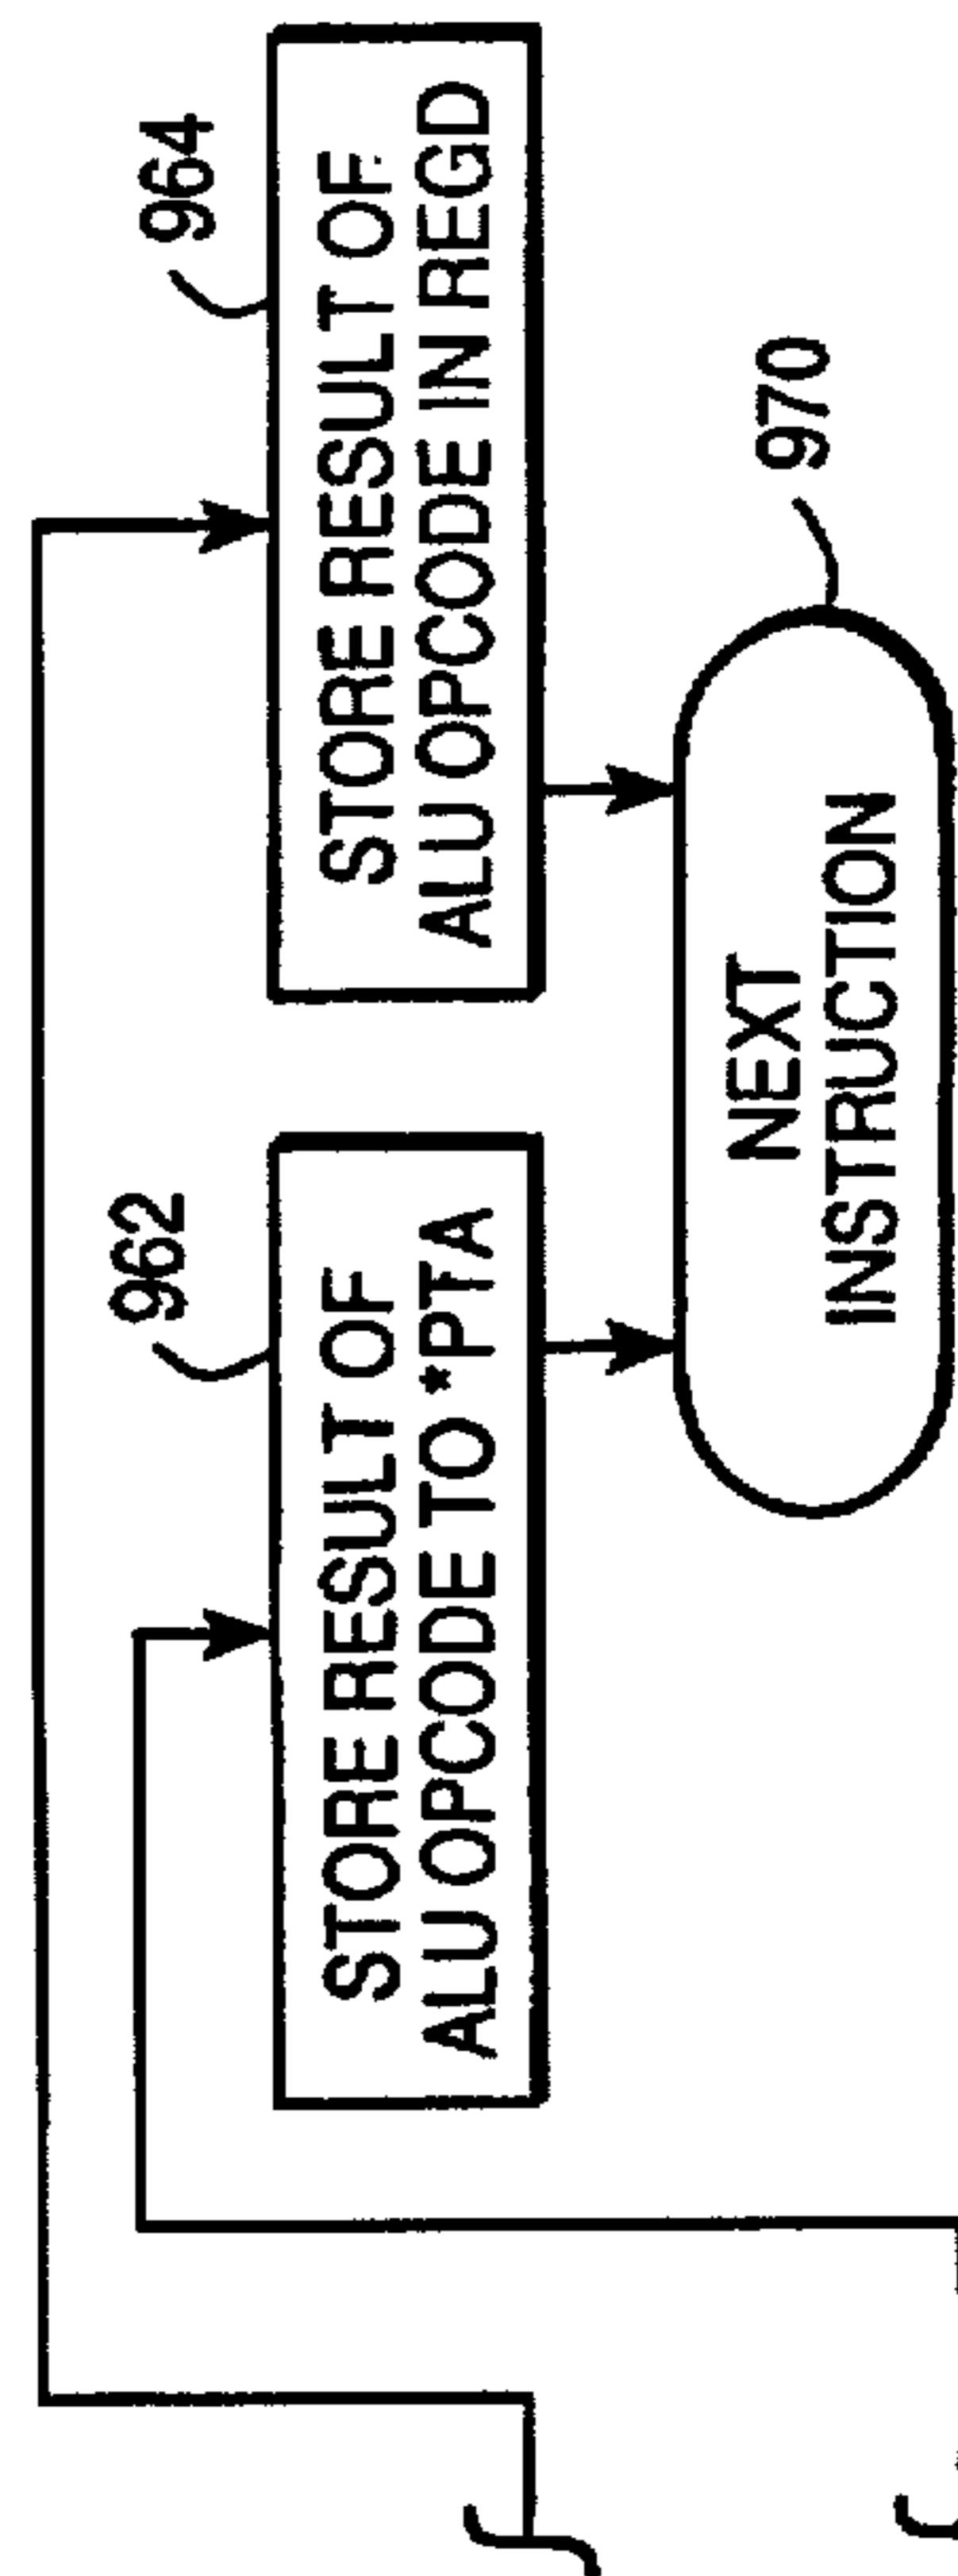 962
STORE RESULT OF
ALU OPCODE TO *PTA
964
STORE RESULT OF
ALU OPCODE IN REGD
970
NEXT
INSTRUCTION